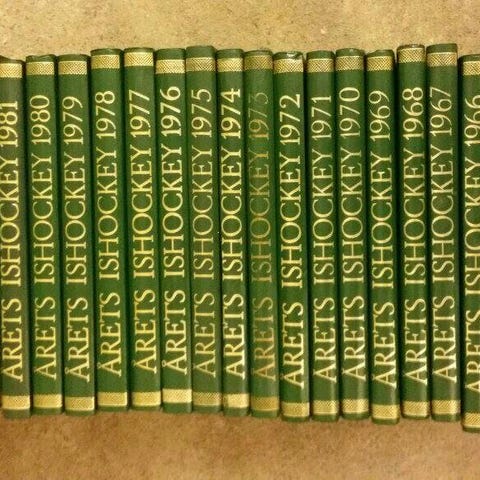 ÅRETS ISHOCKEY 1981
ÅRETS ISHOCKEY 1980
ÅRETS ISHOCKEY 1979
ÅRETS ISHOCKEY 1978
ÅRETS ISHOCKEY 1977
ÅRETS ISHOCKEY 1976
ÅRETS ISHOCKEY 1975
ÅRETS ISHOCKEY 1974
ÅRETS ISHOCKEY 1973
ÅRETS ISHOCKEY 1972
ÅRETS ISHOCKEY 1971
ÅRETS ISHOCKEY 1970
ÅRETS ISHOCKEY 1969
ÅRETS ISHOCKEY 1968
ÅRETS ISHOCKEY 1967
ÅRETS ISHOCKEY 1966